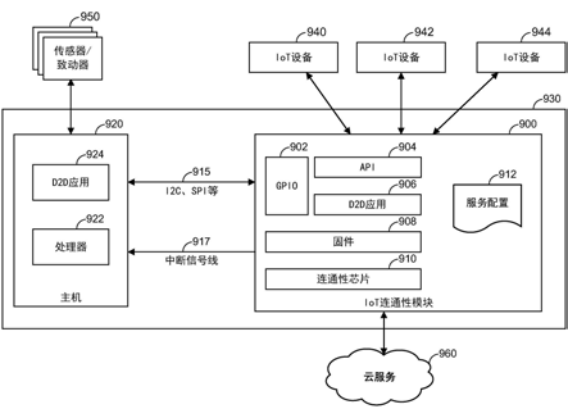 950
传感器/
致动器
940
IoT设备
942
IoT设备
944
IoT设备
930
920
900
924
D2D应用
915
I2C、SPI等
902
GPIO
904
API
906
D2D应用
912
服务配置
922
处理器
917
中断信号线
908
固件
910
连通性芯片
主机
IoT连通性模块
960
云服务